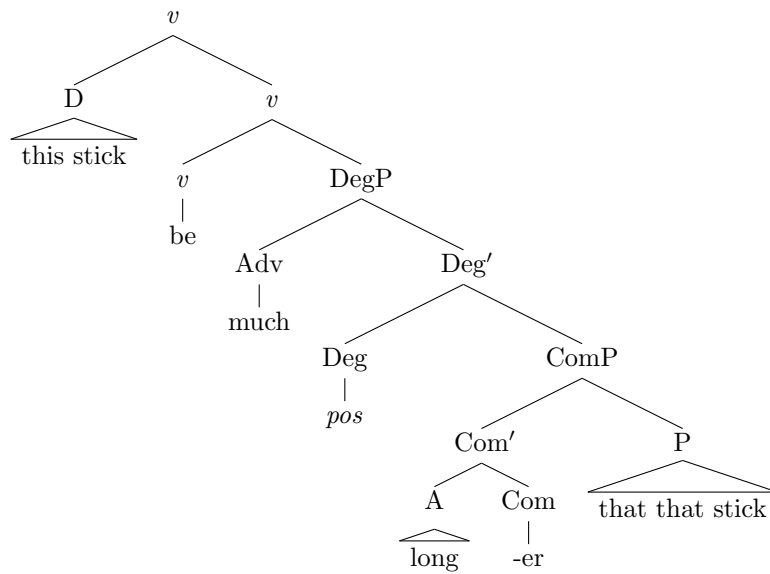 v
D v
this stick
v DegP
be
Adv Deg′
much
Deg ComP
pos
Com′ P
that that stick
A Com
long -er